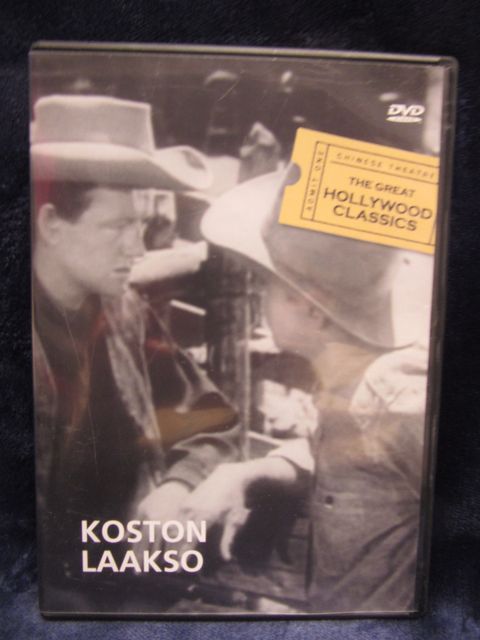 DVD
CHINESE THEATRE
ADMIT ONE
THE GREAT
HOLLYWOOD
CLASSICS
KOSTON
LAAKSO